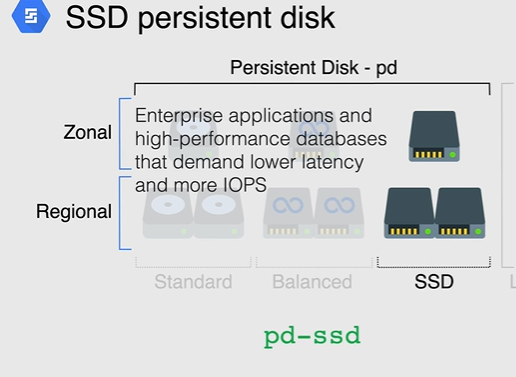 SSD persistent disk
Persistent Disk - pd
Zonal
Enterprise applications and
high-performance databases
that demand lower latency
and more IOPS
Regional
Standard
Balanced
SSD
pd-ssd